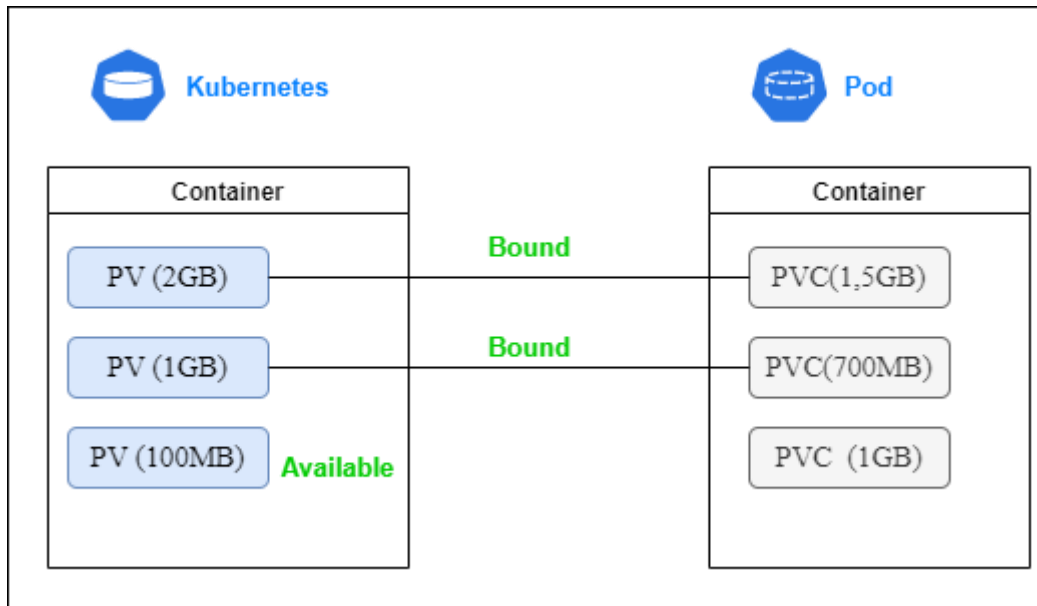 Kubernetes
Pod
Container
Container
PV (2GB)
Bound
PVC(1,5GB)
PV (1GB)
Bound
PVC(700MB)
PV (100MB)
Available
PVC (1GB)